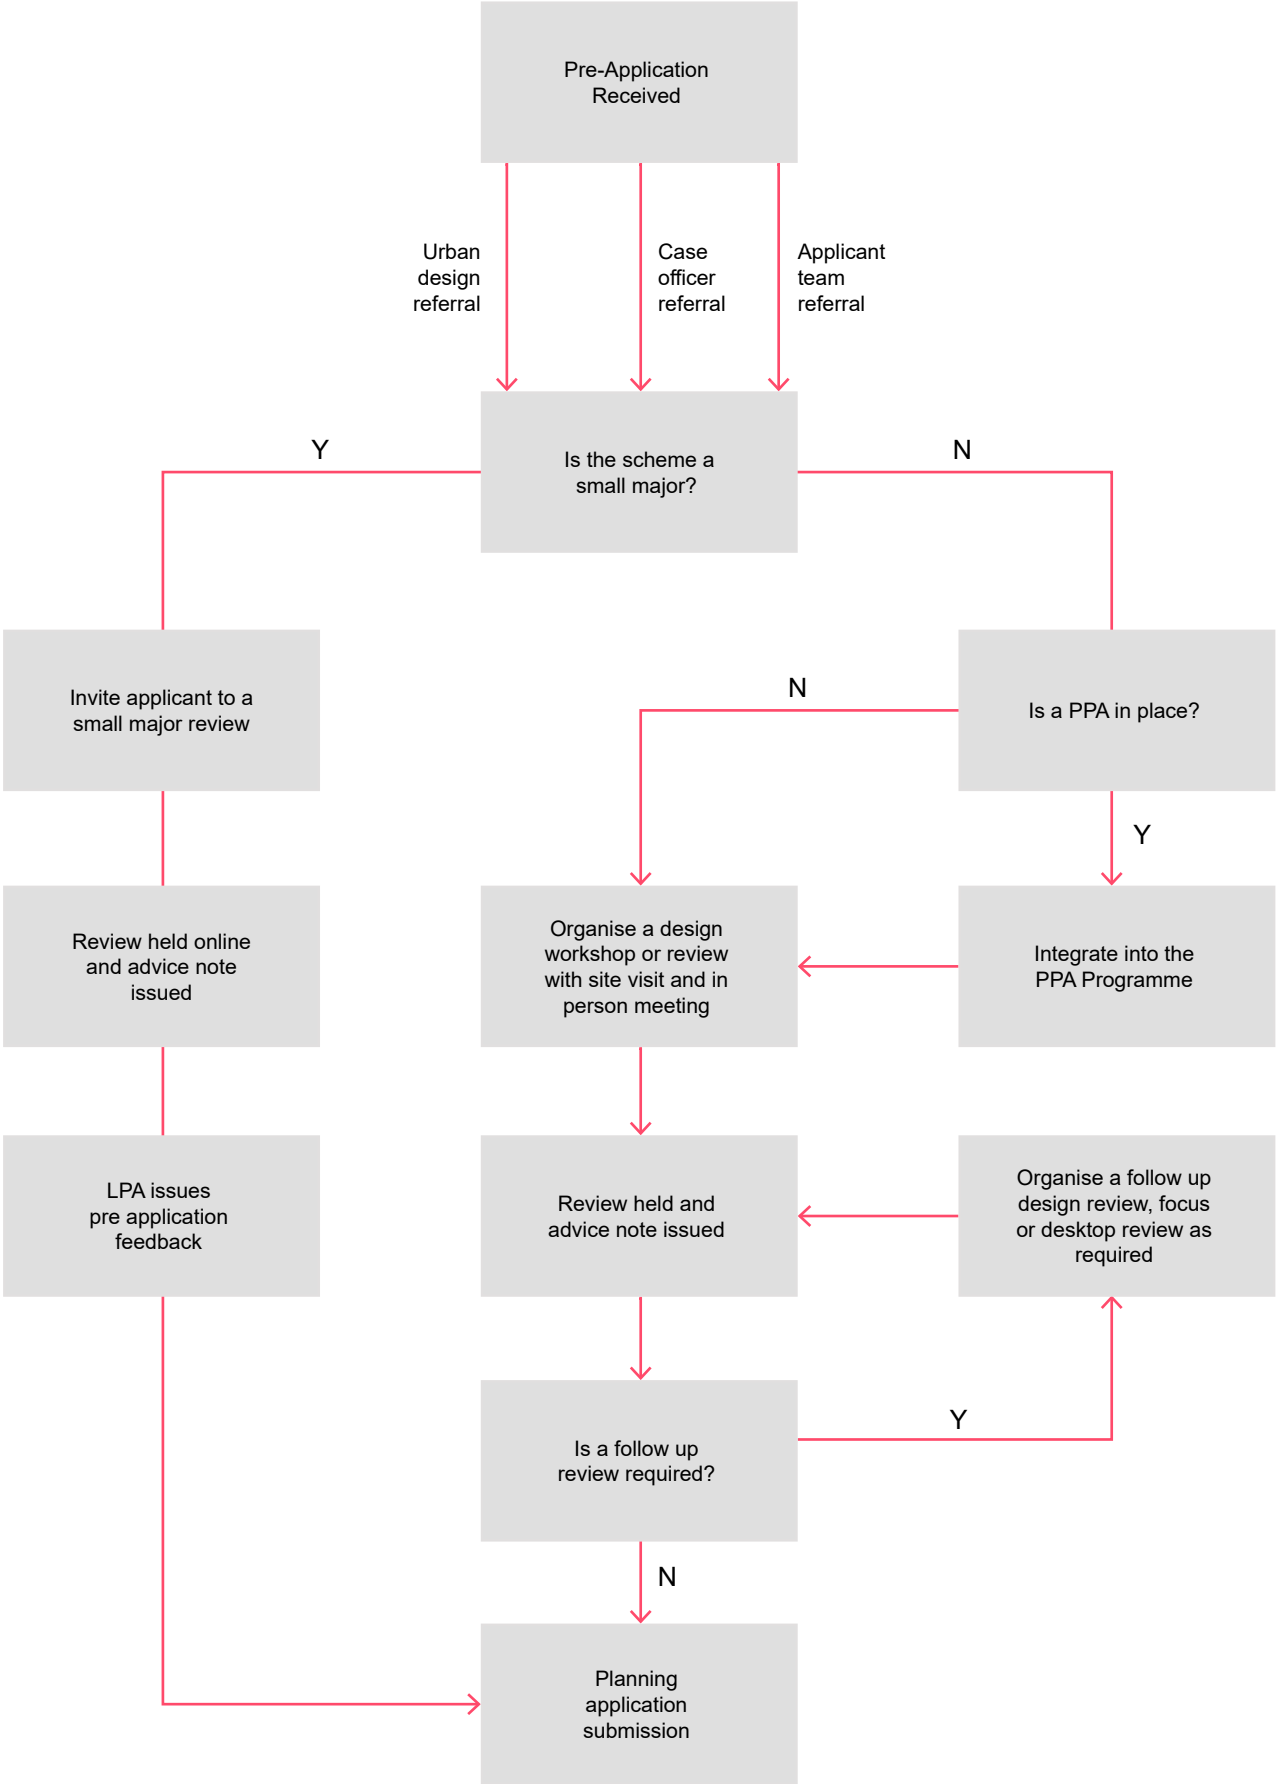 Pre-Application
Received
Urban
design
referral
Case
officer
referral
Applicant
team
referral
Y
Is the scheme a
small major?
N
Invite applicant to a
small major review
N
Is a PPA in place?
Y
Review held online
and advice note
issued
Organise a design
workshop or review
with site visit and in
person meeting
Integrate into the
PPA Programme
LPA issues
pre application
feedback
Review held and
advice note issued
Organise a follow up
design review, focus
or desktop review as
required
Is a follow up
review required?
Y
N
Planning
application
submission